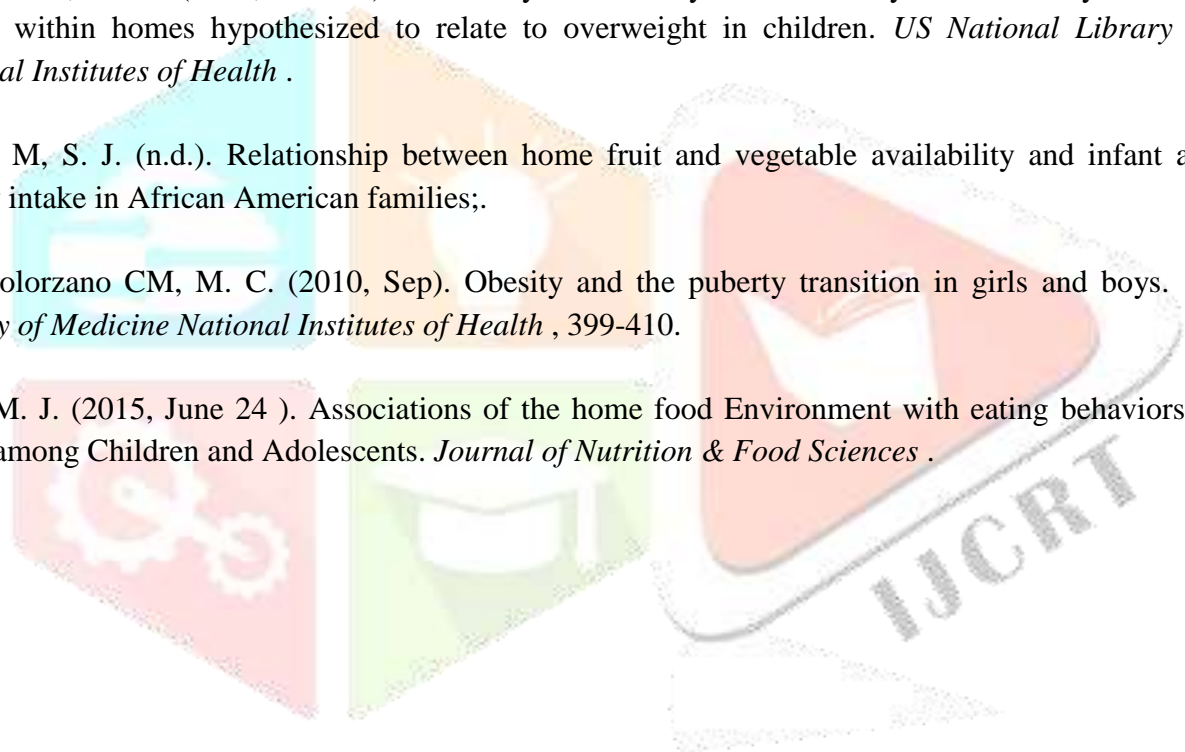 within homes hypothesized to relate to overweight in children. US National Library
al Institutes of Health .
M, S. J. (n.d.). Relationship between home fruit and vegetable availability and infant a
intake in African American families;.
olorzano CM, M. C. (2010, Sep). Obesity and the puberty transition in girls and boys.
y of Medicine National Institutes of Health , 399-410.
M. J. (2015, June 24 ). Associations of the home food Environment with eating behaviors
among Children and Adolescents. Journal of Nutrition & Food Sciences .
IJCRT